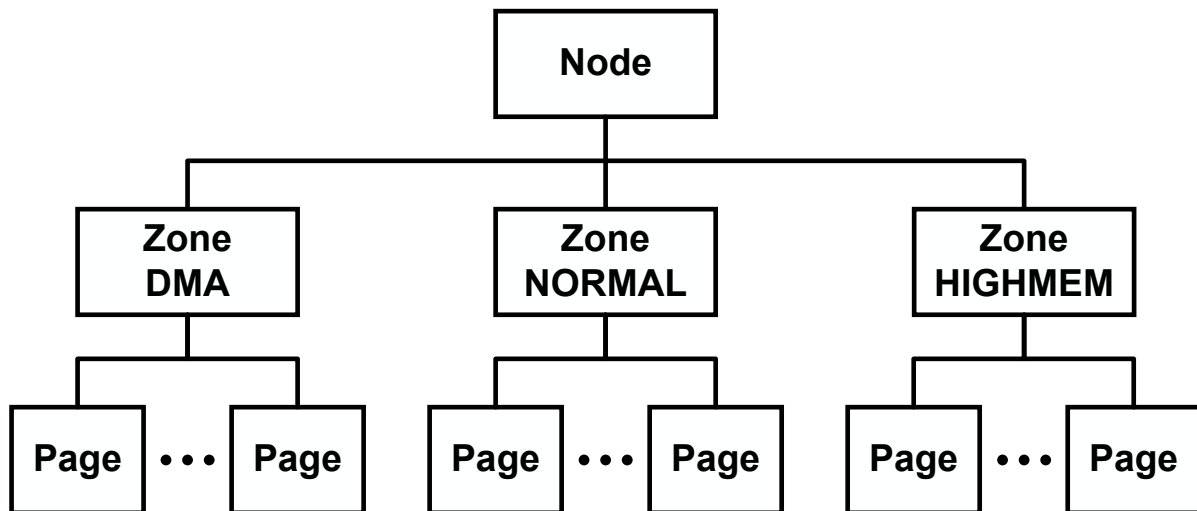 Node
Zone
DMA
Zone
NORMAL
Zone
HIGHMEM
Page ••• Page
Page ••• Page
Page ••• Page